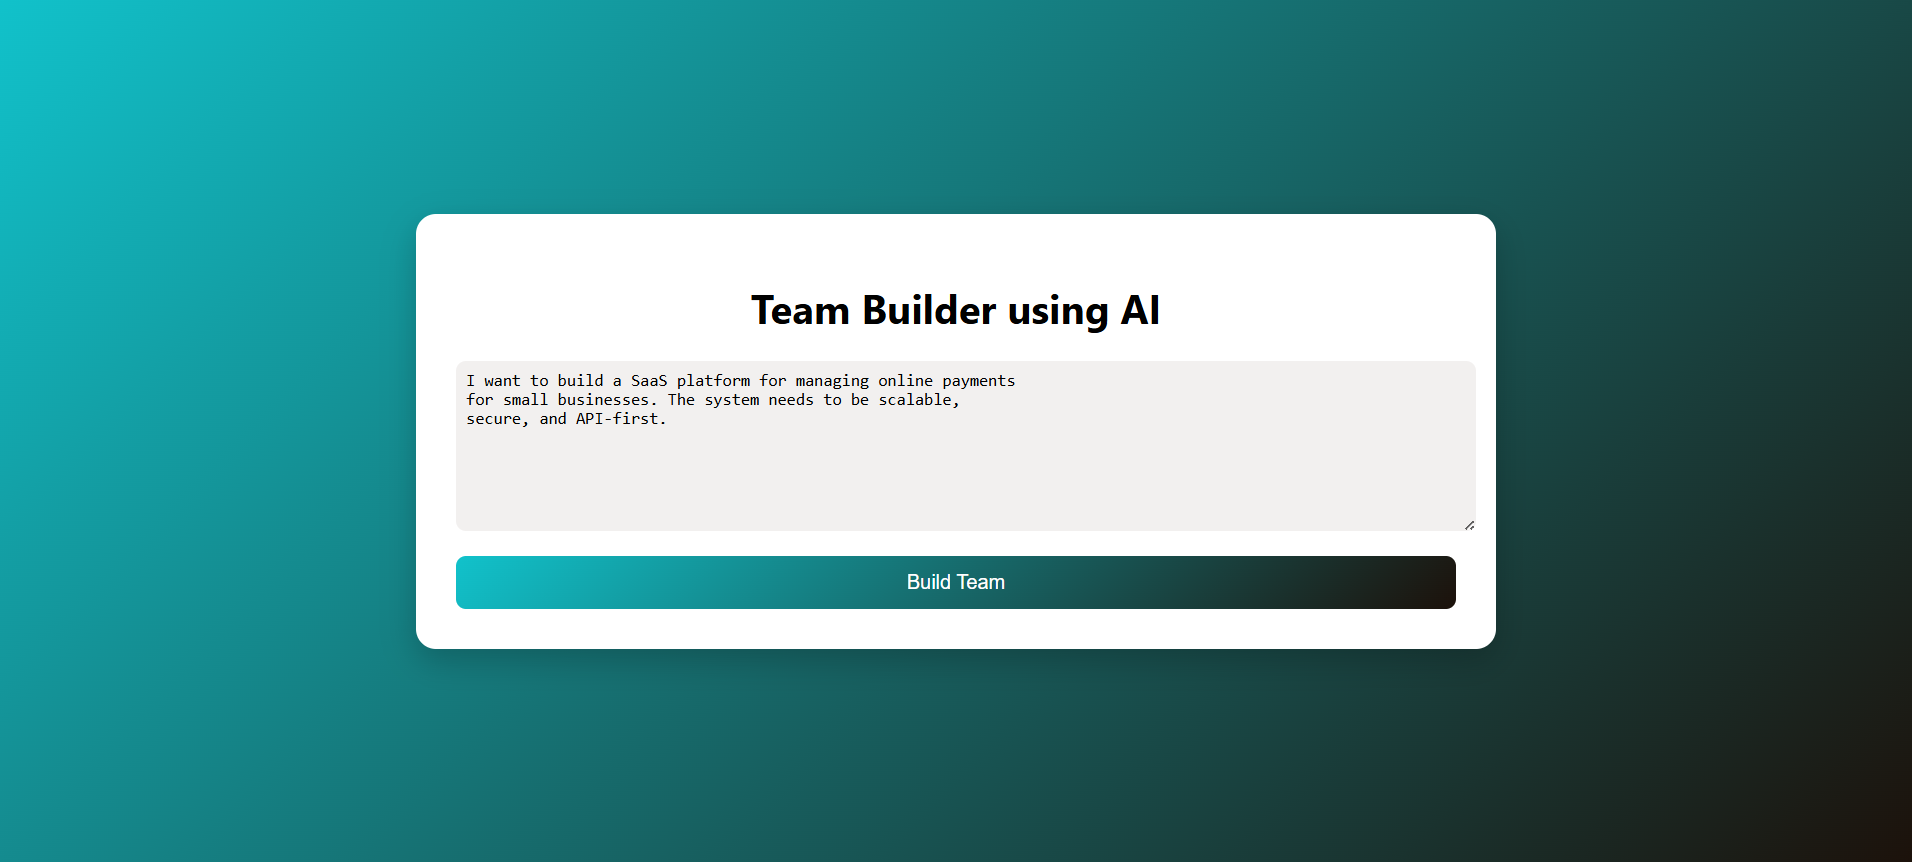 Team Builder using AI
I want to build a SaaS platform for managing online payments
for small businesses. The system needs to be scalable,
secure, and API-first.
Build Team